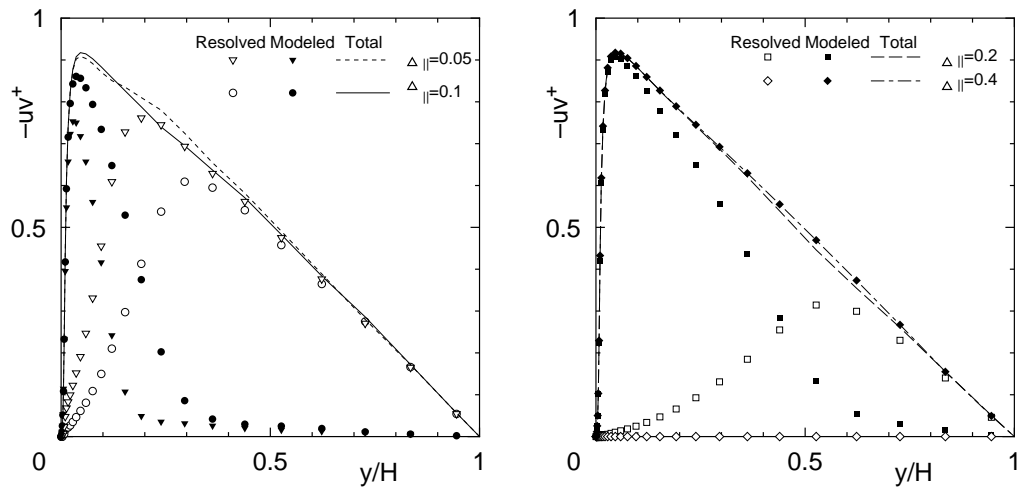 1
Resolved Modeled Total
Δ||=0.05
Δ||=0.1
−uv+
0.5
0
0.5
1
y/H
1
Resolved Modeled Total
Δ||=0.2
Δ||=0.4
−uv+
0.5
0
0.5
1
y/H